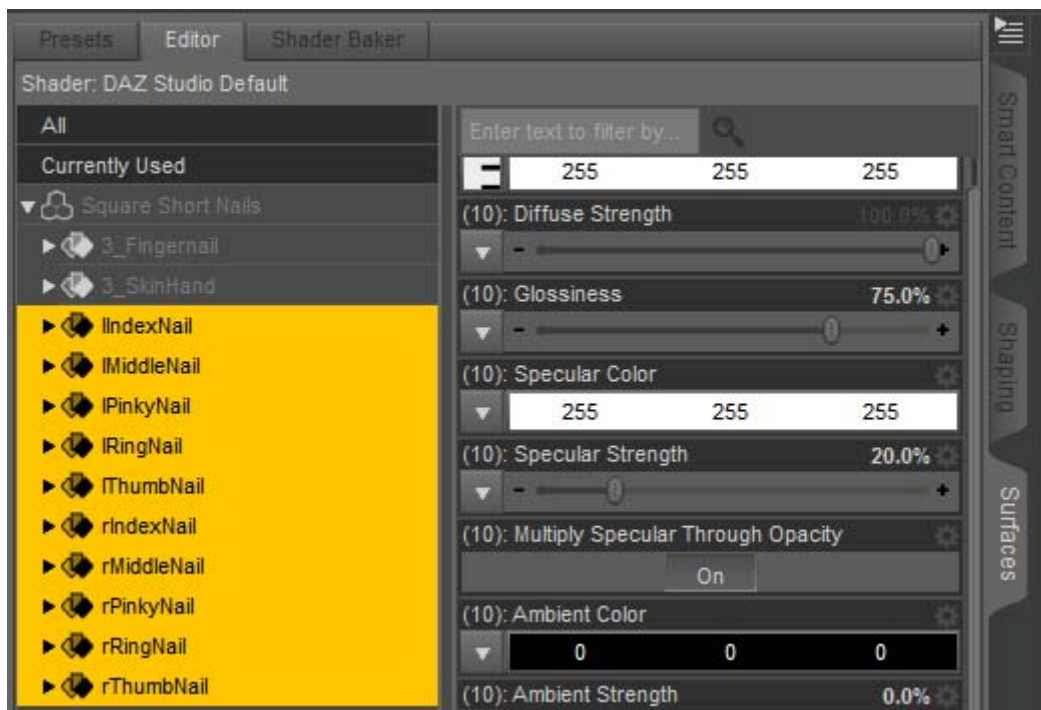 Presets Editor Shader Baker
Shader: DAZ Studio Default
All
Currently Used
Square Short Nails
3_Fingernail
3_SkinHand
lIndexNail
lMiddleNail
lPinkyNail
lRingNail
lThumbNail
rIndexNail
rMiddleNail
rPinkyNail
rRingNail
rThumbNail
Enter text to filter by...
255 255 255
(10): Diffuse Strength 100.0%
(10): Glossiness 75.0%
(10): Specular Color
255 255 255
(10): Specular Strength 20.0%
(10): Multiply Specular Through Opacity
On
(10): Ambient Color
0 0 0
(10): Ambient Strength 0.0%
Smart Content
Shaping
Surfaces